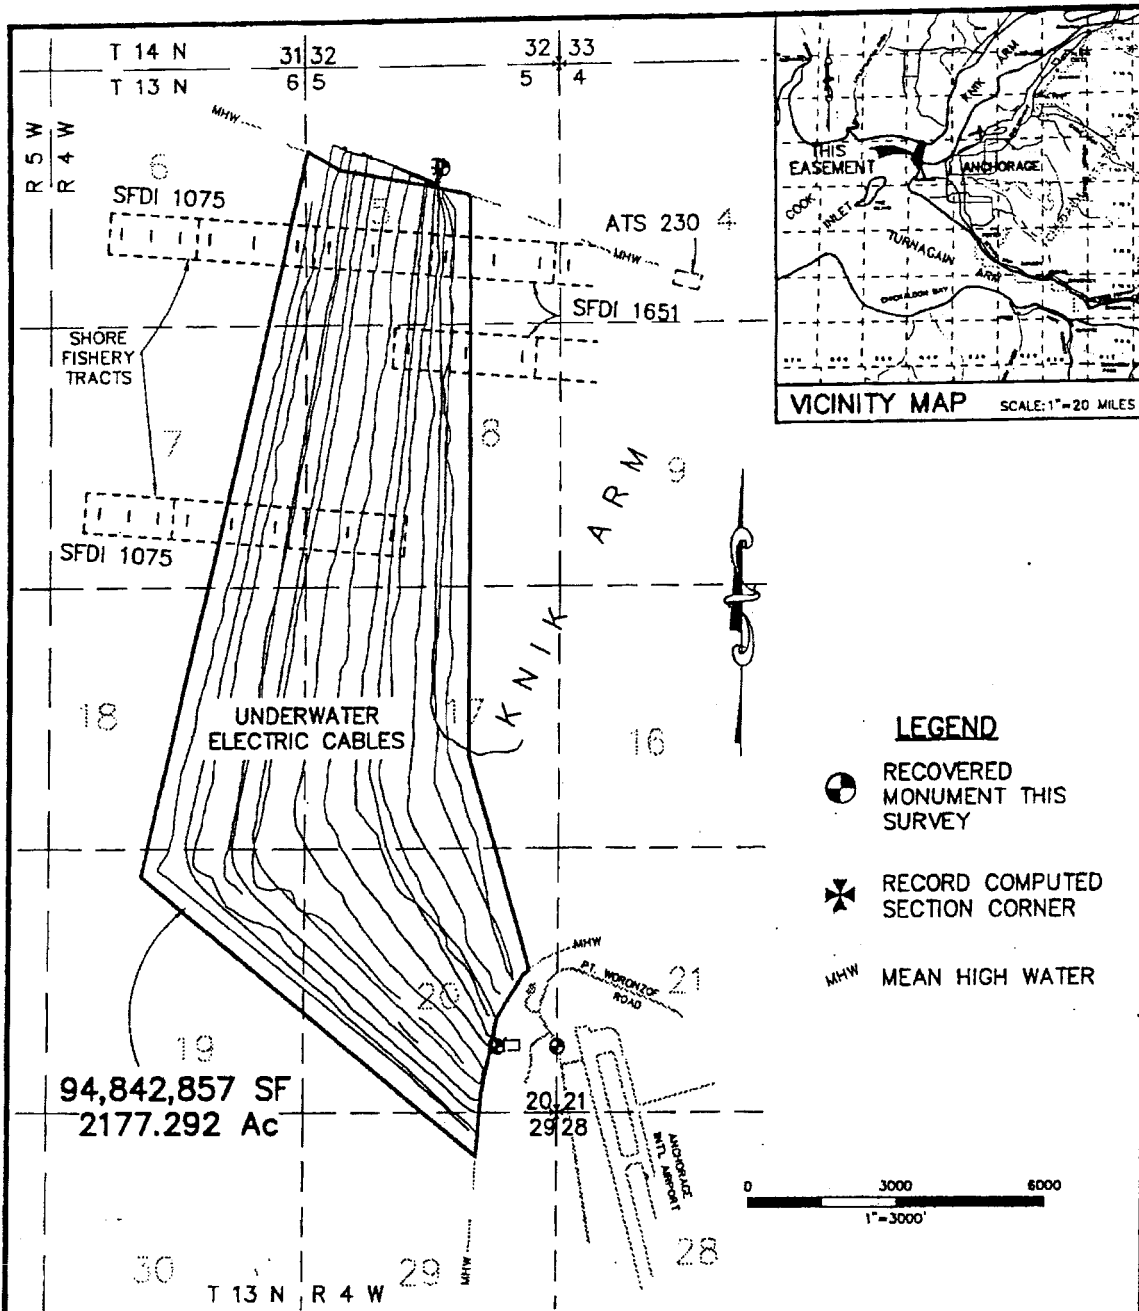 T 14 N
T 13 N
31 32
6 5
32 33
5 4
R 5 W
R 4 W
MHW
6
5
4
SFDI 1075
ATS 230
MHW
SFDI 1651
SHORE
FISHERY
TRACTS
7
8
9
SFDI 1075
KNIK ARM
18
17
16
UNDERWATER
ELECTRIC CABLES
MHW
PT. WORONZOF
ROAD
19
20
21
94,842,857 SF
2177.292 Ac
20 21
29 28
ANCHORAGE
INT'L AIRPORT
30
29
28
MHW
T 13 N R 4 W
KNIK ARM
THIS
EASEMENT
ANCHORAGE
COOK
INLET
TURNAGAIN
ARM
CHICKALOON BAY
VICINITY MAP
SCALE: 1"=20 MILES
LEGEND
RECOVERED
MONUMENT THIS
SURVEY
RECORD COMPUTED
SECTION CORNER
MHW MEAN HIGH WATER
0 3000 6000
1"=3000'